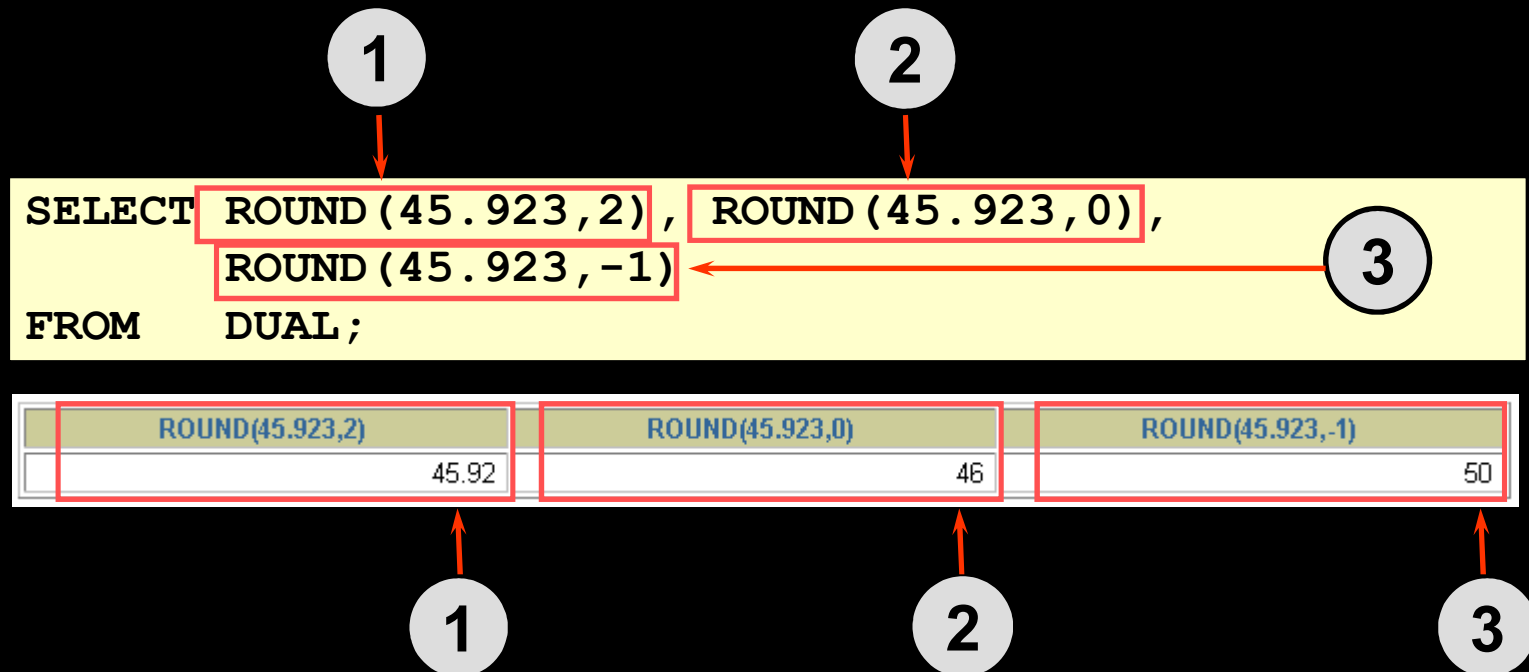 1 2
SELECT ROUND(45.923,2), ROUND(45.923,0),
ROUND(45.923,-1) 3
FROM DUAL;
ROUND(45.923,2) ROUND(45.923,0) ROUND(45.923,-1)
45.92 46 50
1 2 3